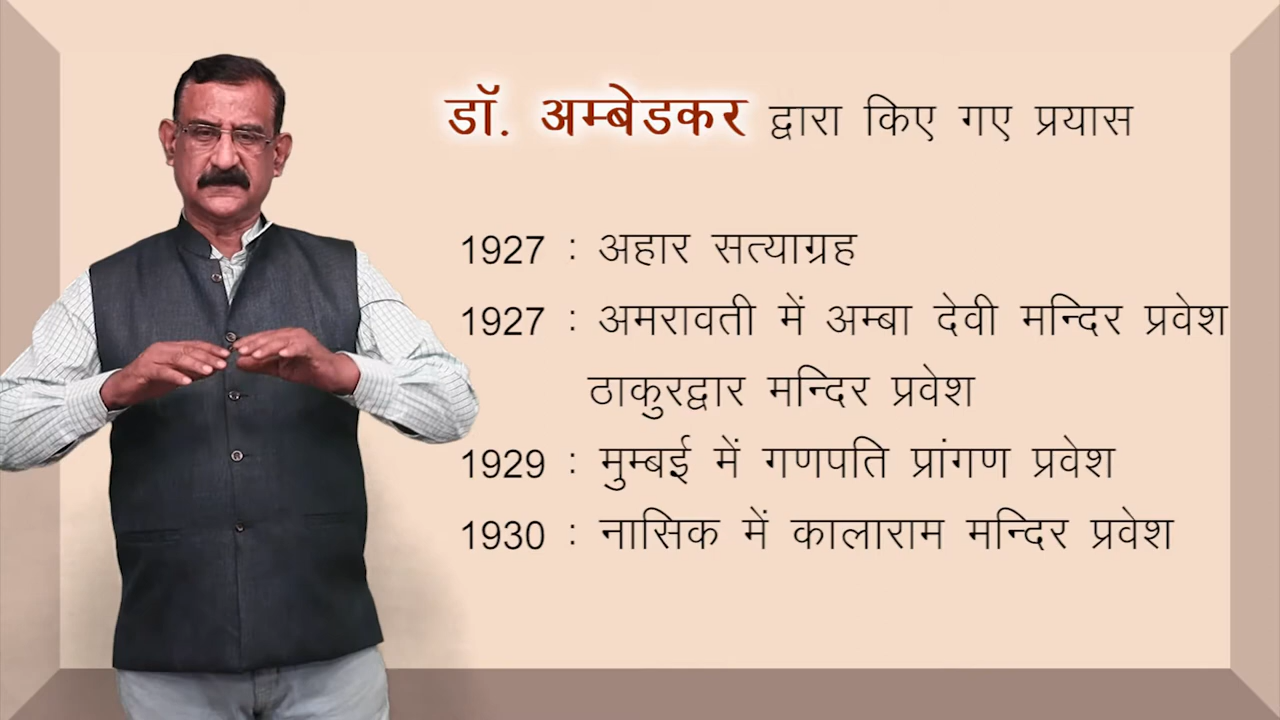 डॉ. अम्बेडकर द्वारा किए गए प्रयास
1927 : अहार सत्याग्रह
1927 : अमरावती में अम्बा देवी मन्दिर प्रवेश
ठाकुरद्वार मन्दिर प्रवेश
1929 : मुम्बई में गणपति प्रांगण प्रवेश
1930 : नासिक में कालाराम मन्दिर प्रवेश